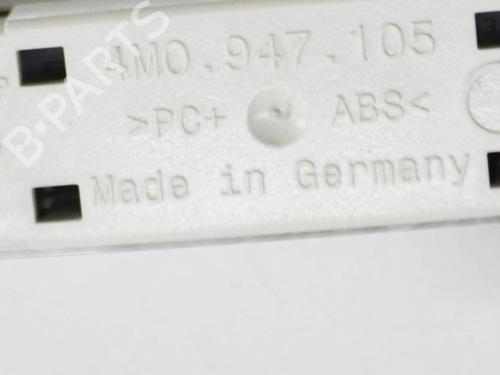 4M0.947.105
>PC+ ABS<
Made in Germany
B-PARTS